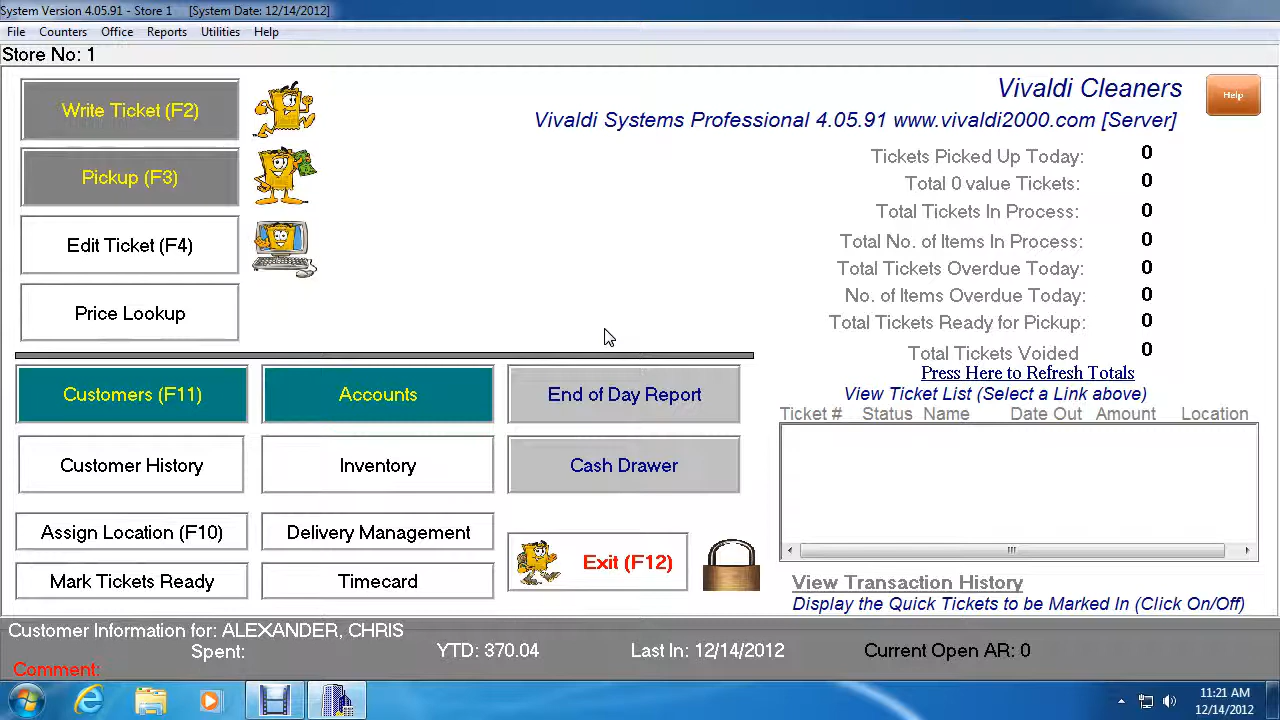 System Version 4.05.91 - Store 1 [System Date: 12/14/2012]
File Counters Office Reports Utilities Help
Store No: 1
Write Ticket (F2)
Pickup (F3)
Edit Ticket (F4)
Price Lookup
Vivaldi Cleaners
Help
Vivaldi Systems Professional 4.05.91 www.vivaldi2000.com [Server]
Tickets Picked Up Today: 0
Total 0 value Tickets: 0
Total Tickets In Process: 0
Total No. of Items In Process: 0
Total Tickets Overdue Today: 0
No. of Items Overdue Today: 0
Total Tickets Ready for Pickup: 0
Total Tickets Voided 0
Press Here to Refresh Totals
View Ticket List (Select a Link above)
Ticket # Status Name Date Out Amount Location
Customers (F11) Accounts End of Day Report
Customer History Inventory Cash Drawer
Assign Location (F10) Delivery Management
Exit (F12)
Mark Tickets Ready Timecard
View Transaction History
Display the Quick Tickets to be Marked In (Click On/Off)
Customer Information for: ALEXANDER, CHRIS
Spent: YTD: 370.04 Last In: 12/14/2012 Current Open AR: 0
Comment:
11:21 AM
12/14/2012